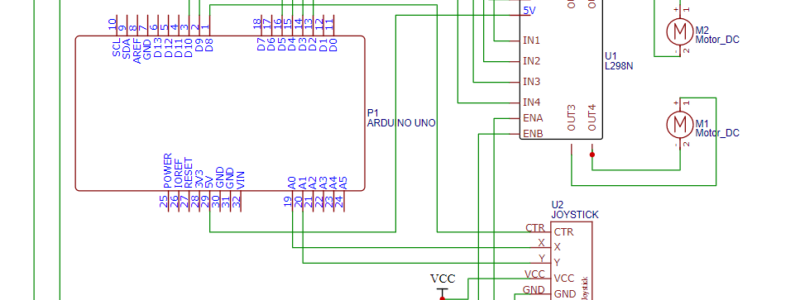 10
9
8
7
6
5
4
3
2
1
18
17
16
15
14
13
12
11
SCL
SDA
AREF
GND
D13
D12
D11
D10
D9
D8
D7
D6
D5
D4
D3
D2
D1
D0
P1
ARDUINO UNO
POWER
IOREF
RESET
3V3
5V
GND
GND
VIN
A0
A1
A2
A3
A4
A5
25
26
27
28
29
30
31
32
19
20
21
22
23
24
5V
IN1
IN2
IN3
IN4
ENA
ENB
OUT3
OUT4
U1
L298N
+
1
M
M2
Motor_DC
-
2
+
1
M
M1
Motor_DC
-
2
U2
JOYSTICK
CTR CTR
X X
Y Y
VCC VCC
GND GND
Joystick
VCC